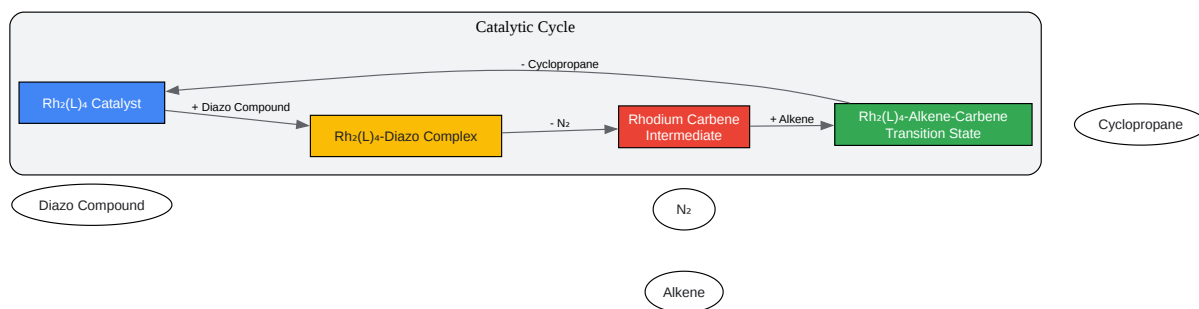 Catalytic Cycle
- Cyclopropane
Rh₂(L)₄ Catalyst
+ Diazo Compound
Rh₂(L)₄-Diazo Complex
- N₂
Rhodium Carbene
Intermediate
+ Alkene
Rh₂(L)₄-Alkene-Carbene
Transition State
Cyclopropane
Diazo Compound
N₂
Alkene